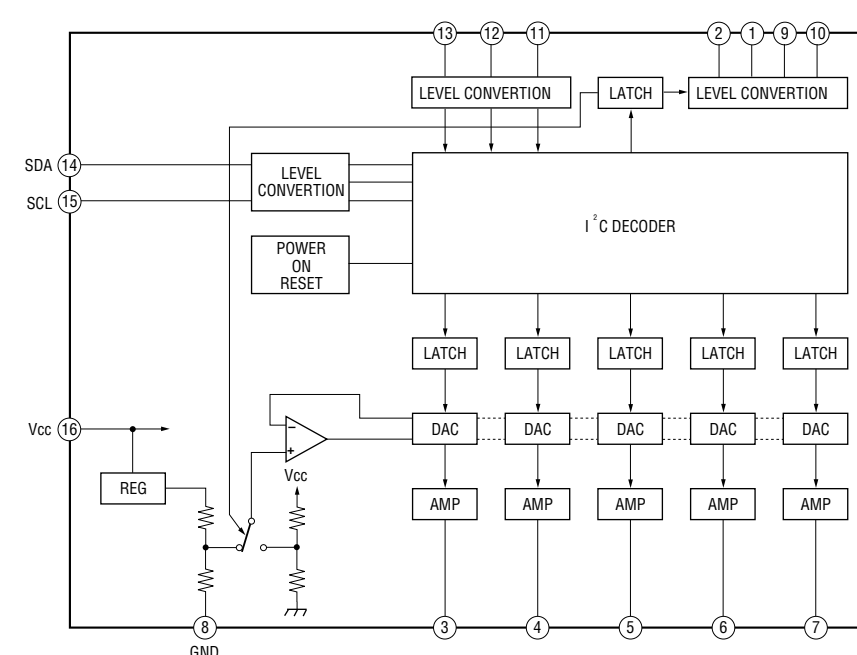 13 12 11 2 1 9 10
LEVEL CONVERTION LATCH LEVEL CONVERTION
SDA 14
LEVEL
CONVERTION
SCL 15
I²C DECODER
POWER
ON
RESET
LATCH LATCH LATCH LATCH LATCH
Vcc 16
− DAC DAC DAC DAC DAC
+
Vcc
REG
AMP AMP AMP AMP AMP
8 3 4 5 6 7
GND